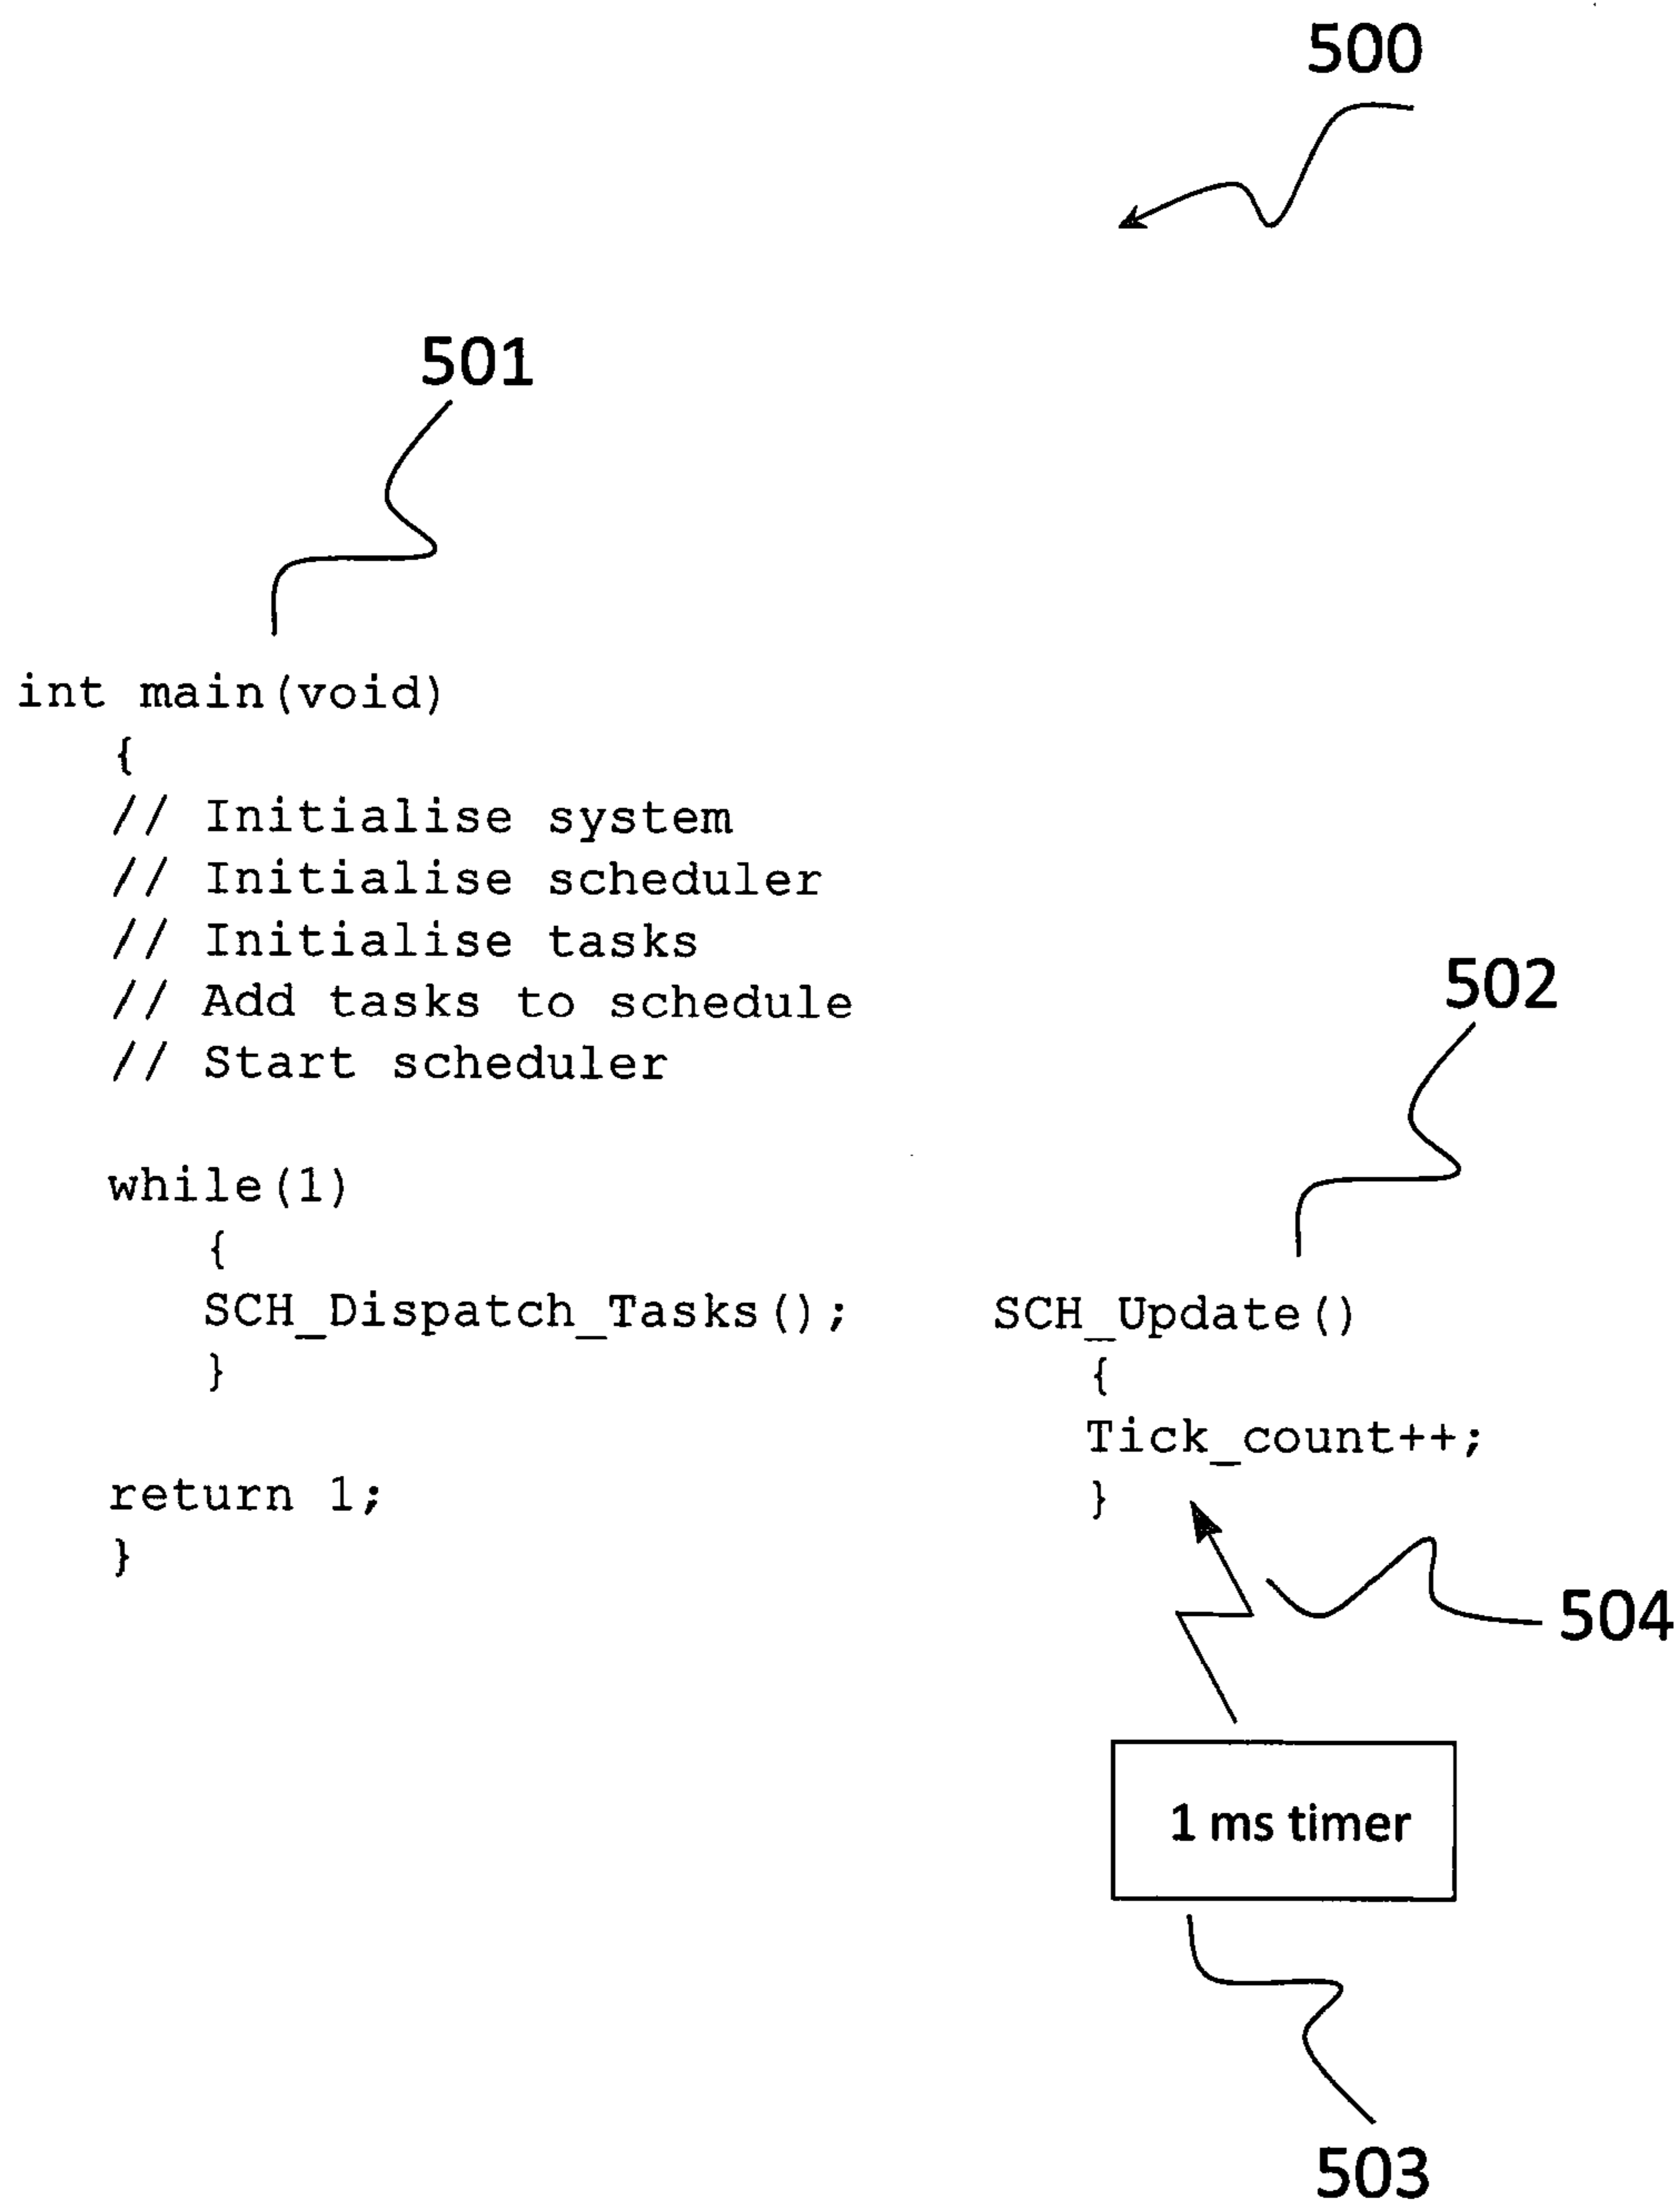 500
501
int main(void)
{
// Initialise system
// Initialise scheduler
// Initialise tasks
// Add tasks to schedule
// Start scheduler
while(1)
{
SCH_Dispatch_Tasks();
}
return 1;
}
502
SCH_Update()
{
Tick_count++;
}
504
1 ms timer
503